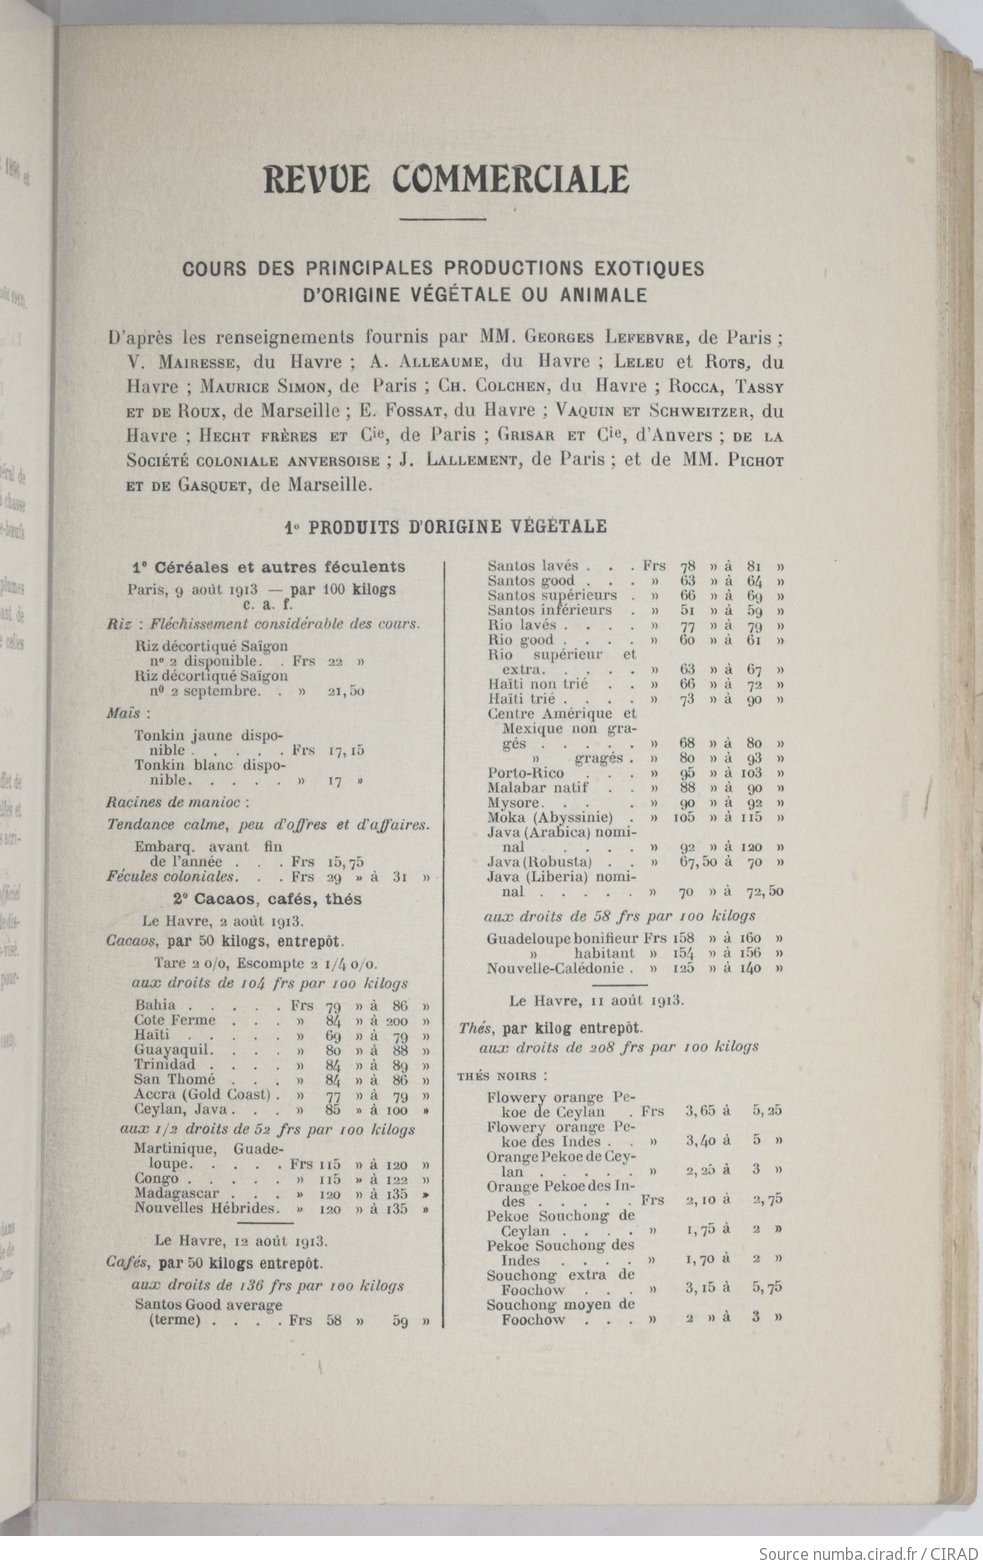 REVUE COMMERCIALE
COURS DES PRINCIPALES PRODUCTIONS EXOTIQUES
D'ORIGINE VÉGÉTALE OU ANIMALE
D'après les renseignements fournis par MM. GEORGES LEFEBVRE, de Paris ;
V. MAIRESSE, du Havre ; A. ALLEAUME, du Havre ; LELEU et ROTS, du
Havre ; MAURICE SIMON, de Paris ; CH. COLCHEN, du Havre ; ROCCA, TASSY
ET DE ROUX, de Marseille ; E. FOSSAT, du Havre ; VAQUIN ET SCHWEITZER, du
Havre ; HECHT FRÈRES ET Cie, de Paris ; GRISAR ET Cie, d'Anvers ; DE LA
SOCIÉTÉ COLONIALE ANVERSOISE ; J. LALLEMENT, de Paris ; et de MM. PICHOT
ET DE GASQUET, de Marseille.
1º PRODUITS D'ORIGINE VÉGÉTALE
1º Céréales et autres féculents
Paris, 9 août 1913 — par 100 kilogs
c. a. f.
Riz : Fléchissement considérable des cours.
Riz décortiqué Saïgon
nº 2 disponible. . Frs 22 »
Riz décortiqué Saïgon
nº 2 septembre. . » 21,50
Maïs :
Tonkin jaune dispo-
nible . . . . . Frs 17,15
Tonkin blanc dispo-
nible. . . . . » 17 »
Racines de manioc :
Tendance calme, peu d'offres et d'affaires.
Embarq. avant fin
de l'année . . . Frs 15,75
Fécules coloniales. . . Frs 29 » à 31 »
2º Cacaos, cafés, thés
Le Havre, 2 août 1913.
Cacaos, par 50 kilogs, entrepôt.
Tare 2 o/o, Escompte 2 1/4 o/o.
aux droits de 104 frs par 100 kilogs
Bahia . . . . . Frs 79 » à 86 »
Cote Ferme . . . » 84 » à 200 »
Haïti . . . . . » 69 » à 79 »
Guayaquil. . . . » 80 » à 88 »
Trinidad . . . . » 84 » à 89 »
San Thomé . . . » 84 » à 86 »
Accra (Gold Coast) . » 77 » à 79 »
Ceylan, Java . . . » 85 » à 100 »
aux 1/2 droits de 52 frs par 100 kilogs
Martinique, Guade-
loupe. . . . . Frs 115 » à 120 »
Congo . . . . . » 115 » à 122 »
Madagascar . . . » 120 » à 135 »
Nouvelles Hébrides. » 120 » à 135 »
Le Havre, 12 août 1913.
Cafés, par 50 kilogs entrepôt.
aux droits de 136 frs par 100 kilogs
Santos Good average
(terme) . . . . Frs 58 » 59 »
Santos lavés . . . Frs 78 » à 81 »
Santos good . . . » 63 » à 64 »
Santos supérieurs . » 66 » à 69 »
Santos inférieurs . » 51 » à 59 »
Rio lavés . . . . » 77 » à 79 »
Rio good . . . . » 60 » à 61 »
Rio supérieur et
extra. . . . . » 63 » à 67 »
Haïti non trié . . » 66 » à 72 »
Haïti trié . . . . » 73 » à 90 »
Centre Amérique et
Mexique non gra-
gés . . . . . » 68 » à 80 »
» gragés . » 80 » à 93 »
Porto-Rico . . . » 95 » à 103 »
Malabar natif . . » 88 » à 90 »
Mysore. . . . » 90 » à 92 »
Moka (Abyssinie) . » 105 » à 115 »
Java (Arabica) nomi-
nal . . . . » 92 » à 120 »
Java (Robusta) . . » 67,50 à 70 »
Java (Liberia) nomi-
nal . . . . . » 70 » à 72,50
aux droits de 58 frs par 100 kilogs
Guadeloupe bonifieur Frs 158 » à 160 »
» habitant » 154 » à 156 »
Nouvelle-Calédonie . » 125 » à 140 »
Le Havre, 11 août 1913.
Thés, par kilog entrepôt.
aux droits de 208 frs par 100 kilogs
THÉS NOIRS :
Flowery orange Pe-
koe de Ceylan . Frs 3,65 à 5,25
Flowery orange Pe-
koe des Indes . . » 3,40 à 5 »
Orange Pekoe de Cey-
lan . . . . . » 2,25 à 3 »
Orange Pekoe des In-
des . . . . . Frs 2,10 à 2,75
Pekoe Souchong de
Ceylan . . . . » 1,75 à 2 »
Pekoe Souchong des
Indes . . . . » 1,70 à 2 »
Souchong extra de
Foochow . . . » 3,15 à 5,75
Souchong moyen de
Foochow . . . » 2 » à 3 »
Source numba.cirad.fr / CIRAD